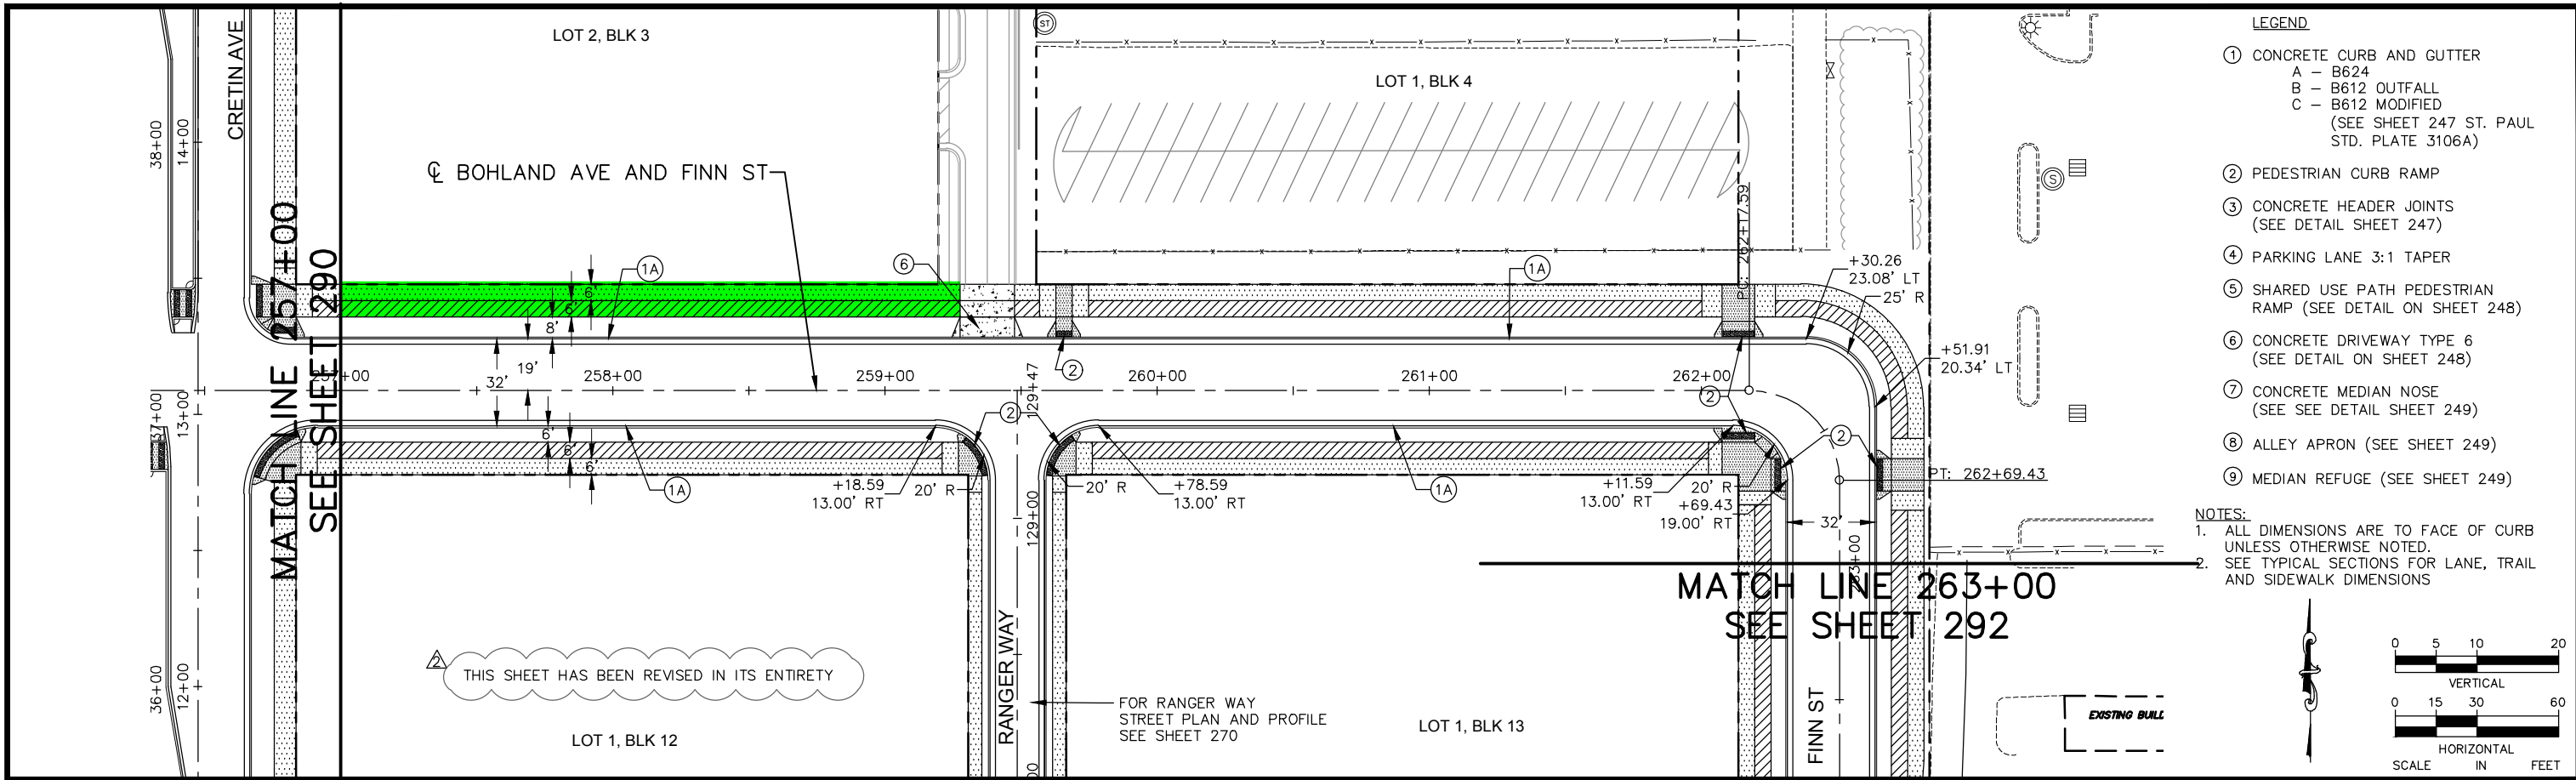 CRETIN AVE
38+00
14+00
37+00
13+00
36+00
12+00
MATCH LINE 257+00
SEE SHEET 290
LOT 2, BLK 3
℄ BOHLAND AVE AND FINN ST
LOT 1, BLK 4
ST
1A
6
1A
6'
6'
8'
19'
32'
2
257+00
258+00
259+00
260+00
261+00
262+00
PC: 262+17.59
+30.26
23.08' LT
25' R
+51.91
20.34' LT
2
2
2
129+47
129+00
6'
6'
6'
1A
+18.59
13.00' RT
20' R
20' R
+78.59
13.00' RT
1A
+11.59
13.00' RT
20' R
+69.43
19.00' RT
32'
PT: 262+69.43
263+00
MATCH LINE 263+00
SEE SHEET 292
2
THIS SHEET HAS BEEN REVISED IN ITS ENTIRETY
LOT 1, BLK 12
RANGER WAY
FOR RANGER WAY
STREET PLAN AND PROFILE
SEE SHEET 270
LOT 1, BLK 13
FINN ST
S
LEGEND
1 CONCRETE CURB AND GUTTER
A - B624
B - B612 OUTFALL
C - B612 MODIFIED
(SEE SHEET 247 ST. PAUL
STD. PLATE 3106A)
2 PEDESTRIAN CURB RAMP
3 CONCRETE HEADER JOINTS
(SEE DETAIL SHEET 247)
4 PARKING LANE 3:1 TAPER
5 SHARED USE PATH PEDESTRIAN
RAMP (SEE DETAIL ON SHEET 248)
6 CONCRETE DRIVEWAY TYPE 6
(SEE DETAIL ON SHEET 248)
7 CONCRETE MEDIAN NOSE
(SEE SEE DETAIL SHEET 249)
8 ALLEY APRON (SEE SHEET 249)
9 MEDIAN REFUGE (SEE SHEET 249)
NOTES:
1. ALL DIMENSIONS ARE TO FACE OF CURB
UNLESS OTHERWISE NOTED.
2. SEE TYPICAL SECTIONS FOR LANE, TRAIL
AND SIDEWALK DIMENSIONS
EXISTING BUILD
0 5 10 20
VERTICAL
0 15 30 60
HORIZONTAL
SCALE IN FEET